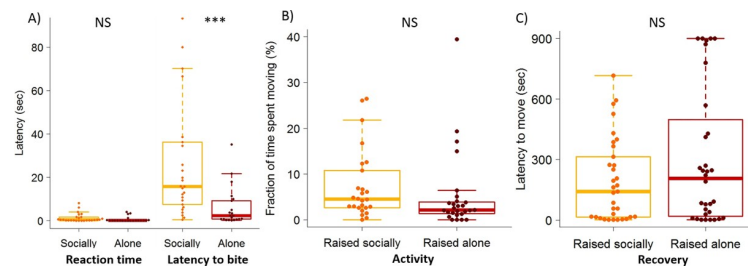 A)
NS
***
Latency (sec)
80
60
40
20
0
Socially
Alone
Socially
Alone
Reaction time
Latency to bite
B)
NS
Fraction of time spent moving (%)
40
30
20
10
0
Raised socially
Raised alone
Activity
C)
NS
Latency to move (sec)
900
600
300
0
Raised socially
Raised alone
Recovery